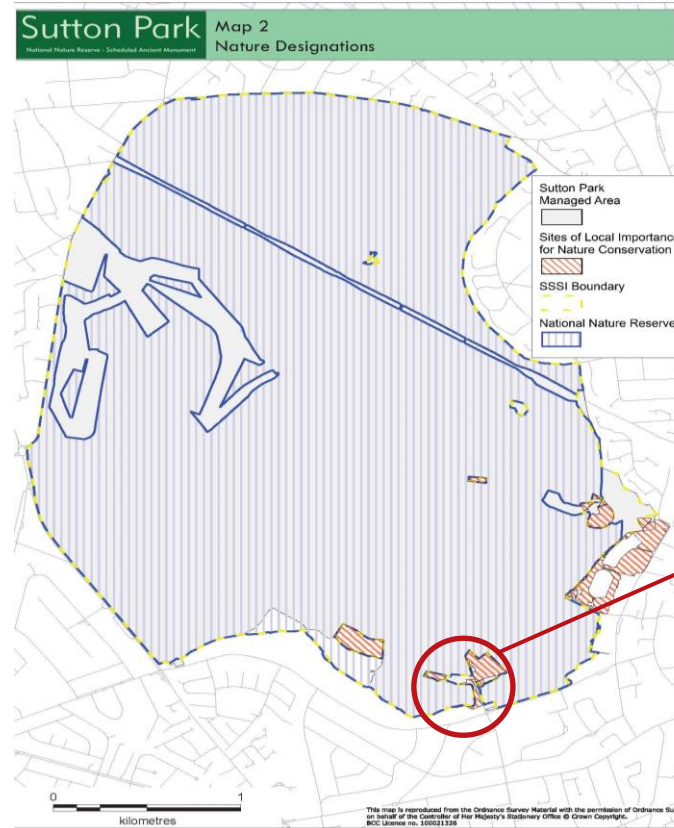 Sutton Park
National Nature Reserve - Scheduled Ancient Monument
Map 2
Nature Designations
Sutton Park
Managed Area
Sites of Local Importance
for Nature Conservation
SSSI Boundary
National Nature Reserve
0
1
kilometres
This map is reproduced from the Ordnance Survey Material with the permission of Ordnance Su
on behalf of the Controller of Her Majesty's Stationery Office © Crown Copyright.
BCC Licence no. 100021326